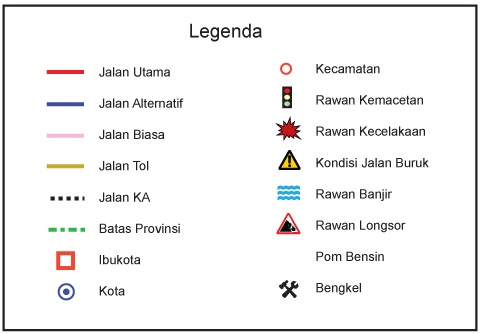 Legenda
Jalan Utama
Jalan Alternatif
Jalan Biasa
Jalan Tol
Jalan KA
Batas Provinsi
Ibukota
Kota
Kecamatan
Rawan Kemacetan
Rawan Kecelakaan
Kondisi Jalan Buruk
Rawan Banjir
Rawan Longsor
Pom Bensin
Bengkel